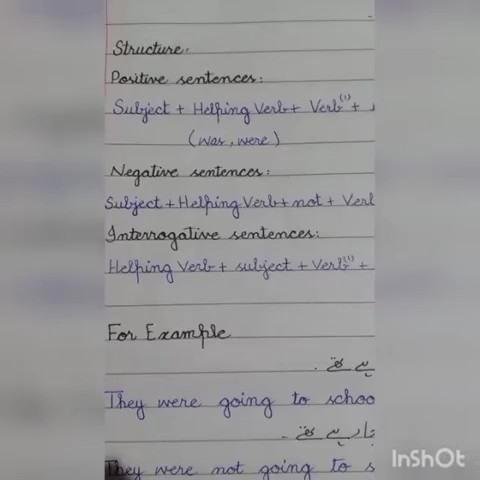 Structure.
Positive sentences:
Subject + Helping Verb + Verb(1) +
(was, were)
Negative sentences:
Subject + Helping Verb + not + Verb
Interrogative sentences:
Helping Verb + subject + Verb(1) +
For Example
They were going to schoo
They were not going to s
InShOt